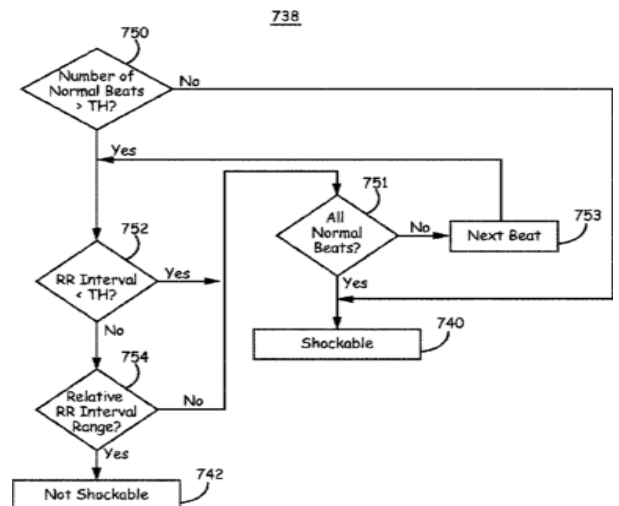 738
750
Number of
Normal Beats
> TH?
No
Yes
751
All
Normal
Beats?
No
753
Next Beat
752
RR Interval
< TH?
Yes
Yes
No
Shockable
740
754
Relative
RR Interval
Range?
No
Yes
742
Not Shockable